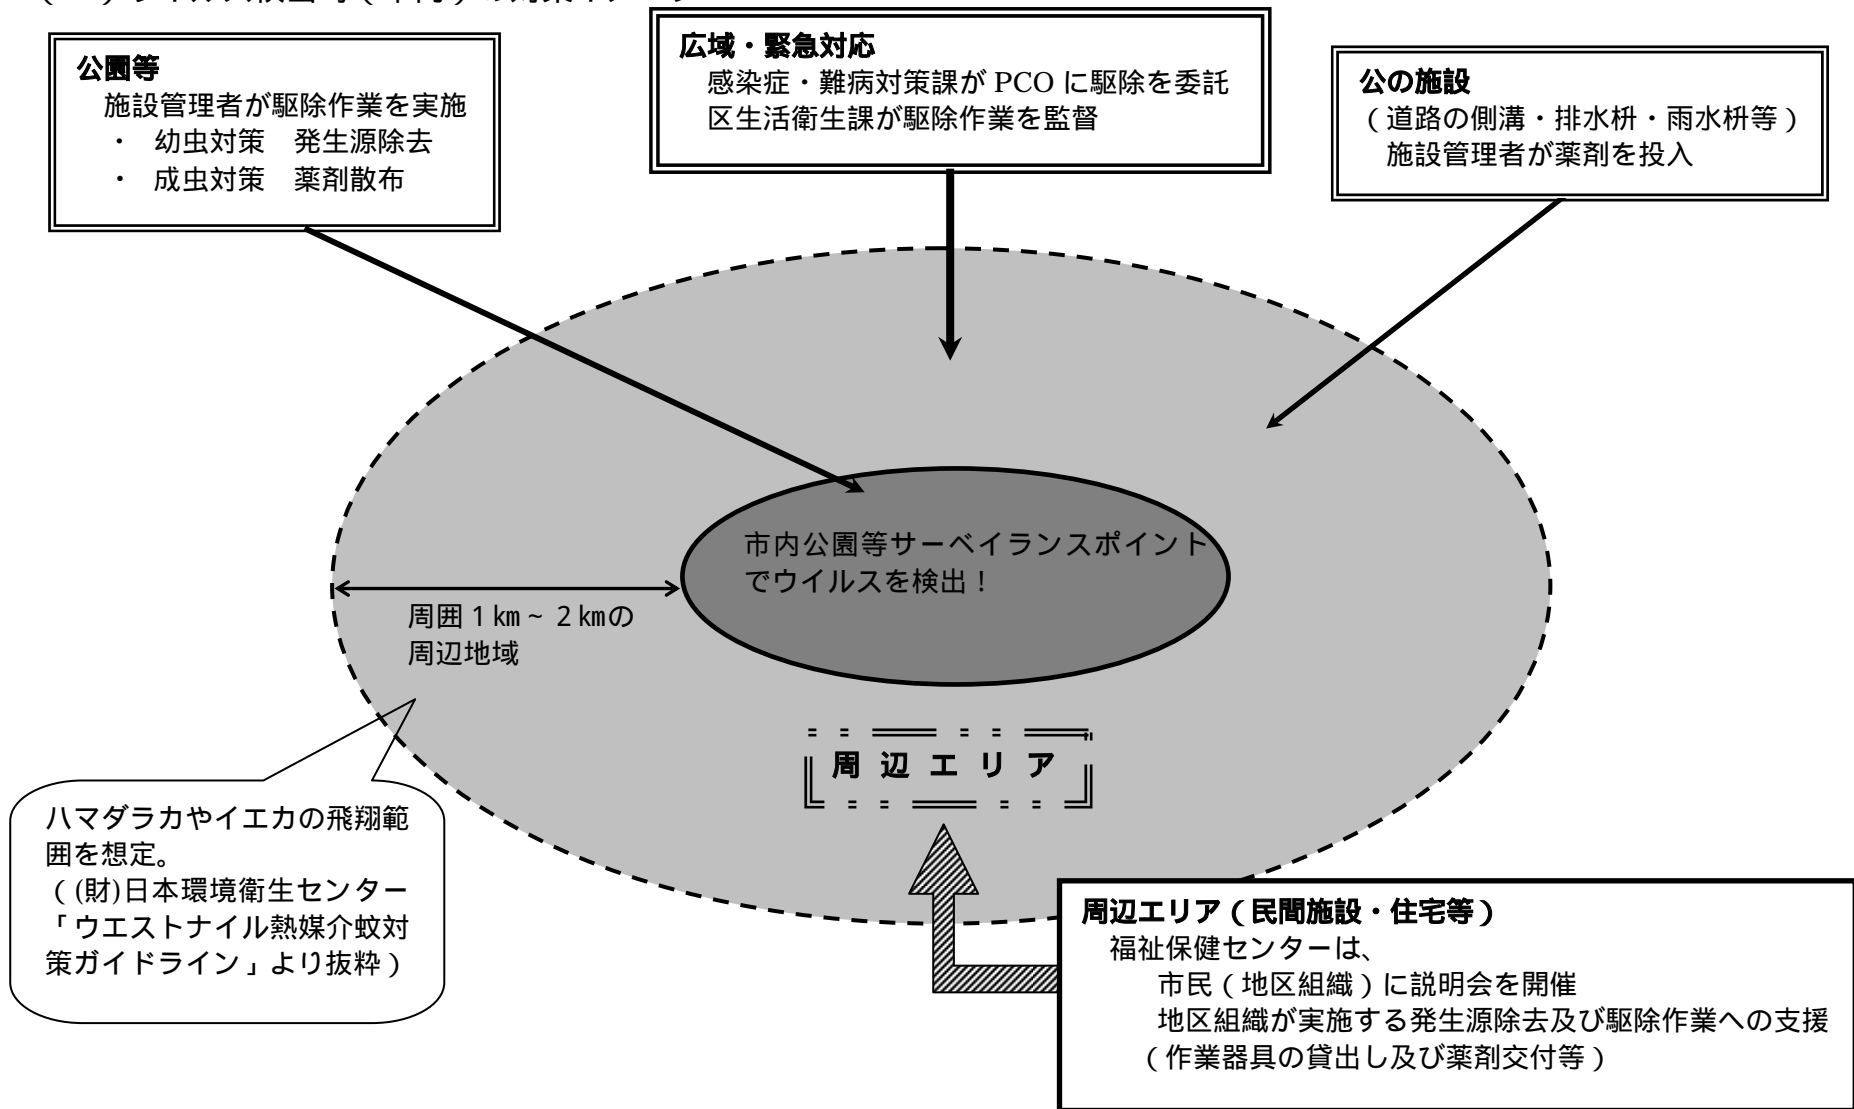 公園等
施設管理者が駆除作業を実施
・ 幼虫対策 発生源除去
・ 成虫対策 薬剤散布
広域・緊急対応
感染症・難病対策課が PCO に駆除を委託
区生活衛生課が駆除作業を監督
公の施設
（道路の側溝・排水枡・雨水枡等）
施設管理者が薬剤を投入
市内公園等サーベイランスポイント
でウイルスを検出！
周囲１㎞～２㎞の
周辺地域
周辺エリア
ハマダラカやイエカの飛翔範
囲を想定。
（(財)日本環境衛生センター
「ウエストナイル熱媒介蚊対
策ガイドライン」より抜粋）
周辺エリア（民間施設・住宅等）
福祉保健センターは、
市民（地区組織）に説明会を開催
地区組織が実施する発生源除去及び駆除作業への支援
（作業器具の貸出し及び薬剤交付等）